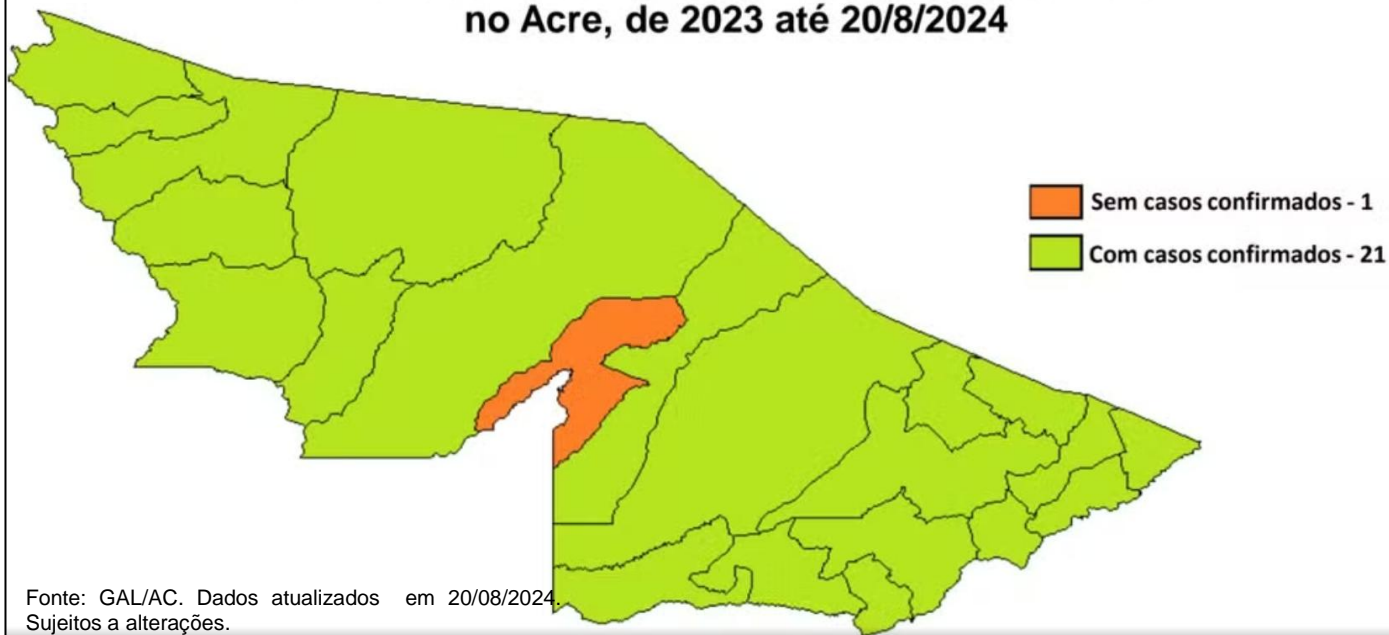 no Acre, de 2023 até 20/8/2024
Sem casos confirmados - 1
Com casos confirmados - 21
Fonte: GAL/AC. Dados atualizados em 20/08/2024.
Sujeitos a alterações.